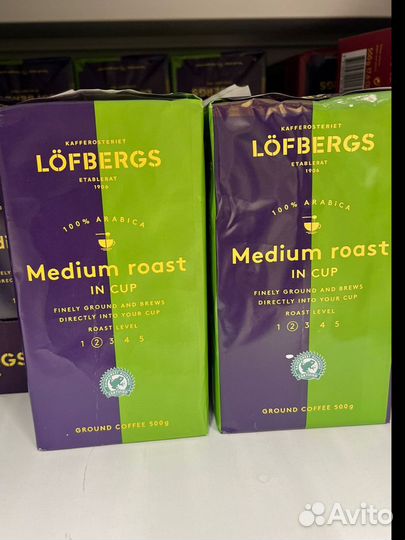 KAFFEROSTERIET
LÖFBERGS
ETABLERAT
1906
100% ARABICA
Medium roast
IN CUP
FINELY GROUND AND BREWS
DIRECTLY INTO YOUR CUP
ROAST LEVEL
1 2 3 4 5
GROUND COFFEE 500g
KAFFEROSTERIET
LÖFBERGS
ETABLERAT
1906
100% ARABICA
Medium roast
IN CUP
FINELY GROUND AND BREWS
DIRECTLY INTO YOUR CUP
ROAST LEVEL
1 2 3 4 5
GROUND COFFEE 500g
Avito